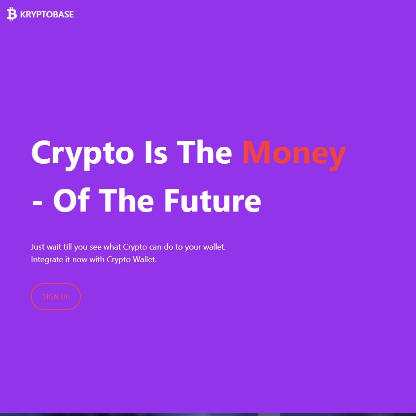 KRYPTOBASE
Crypto Is The Money
- Of The Future
Just wait till you see what Crypto can do to your wallet.
Integrate it now with Crypto Wallet.
SIGN UP